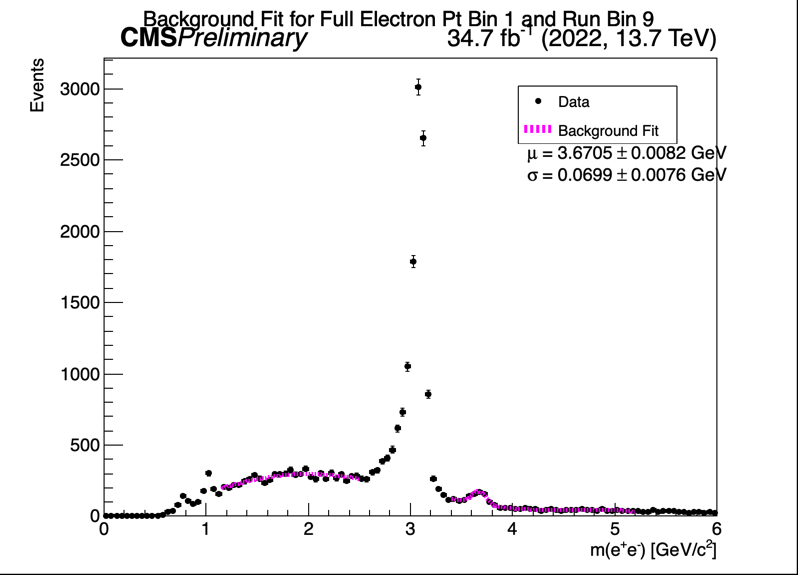 Background Fit for Full Electron Pt Bin 1 and Run Bin 9
CMS Preliminary 34.7 fb⁻¹ (2022, 13.7 TeV)
Events
3000
2500
2000
1500
1000
500
0
Data
Background Fit
μ = 3.6705 ± 0.0082 GeV
σ = 0.0699 ± 0.0076 GeV
0 1 2 3 4 5 6
m(e⁺e⁻) [GeV/c²]